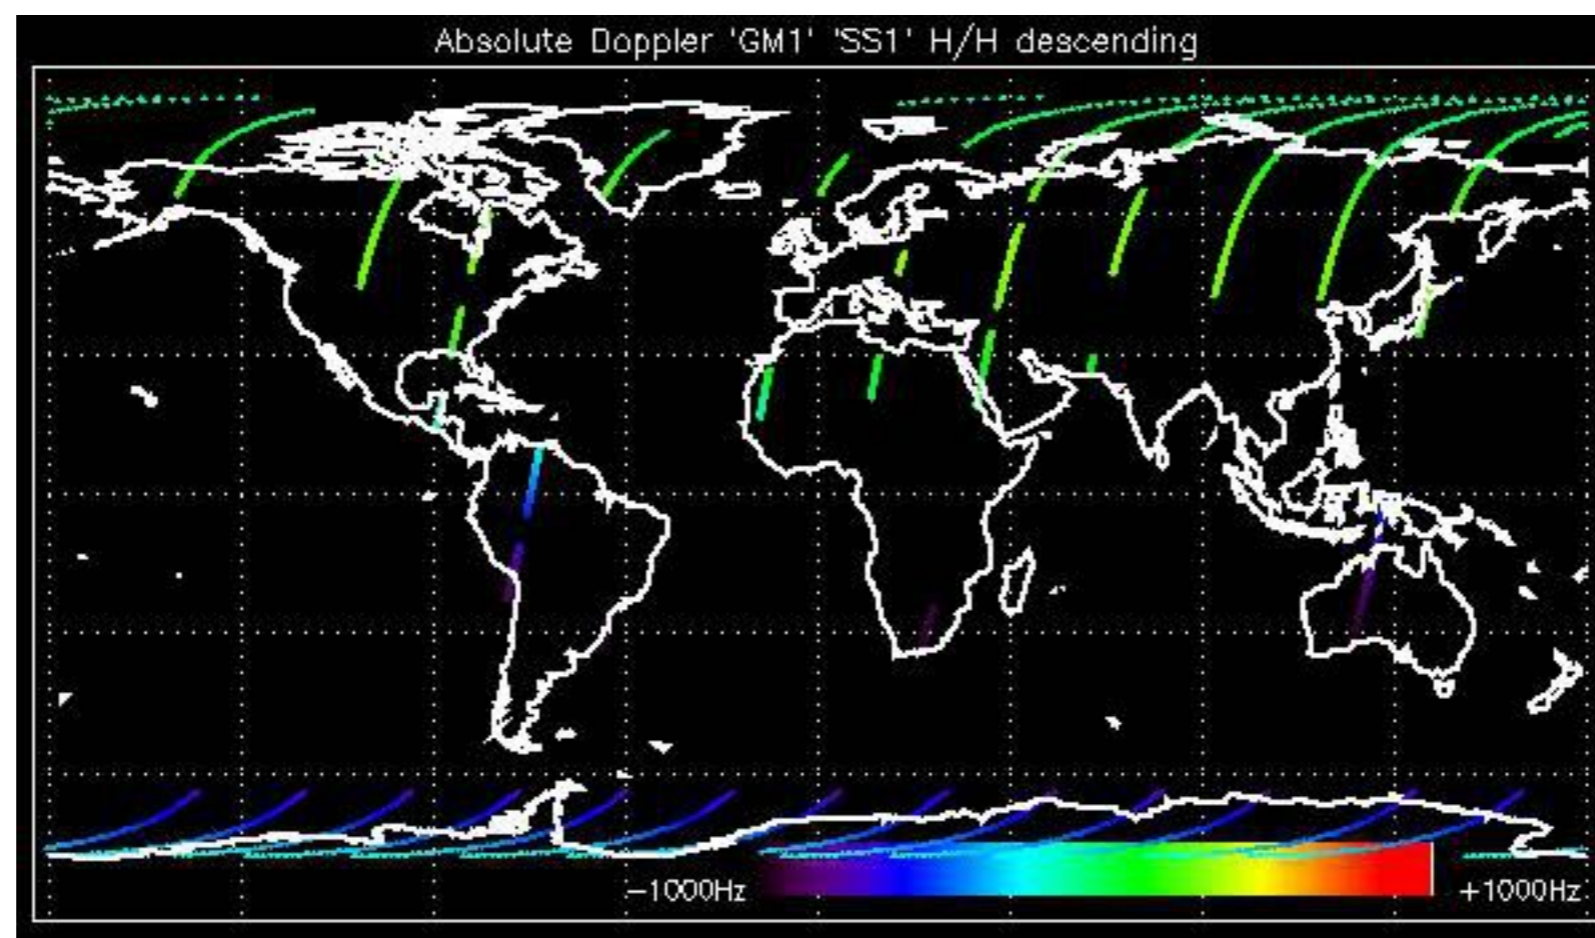 Absolute Doppler 'GM1' 'SS1' H/H descending
−1000Hz
+1000Hz